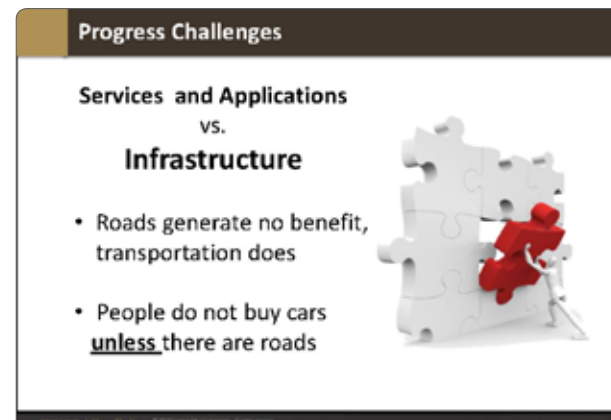 Progress Challenges
Services and Applications
vs.
Infrastructure
• Roads generate no benefit,
transportation does
• People do not buy cars
unless there are roads